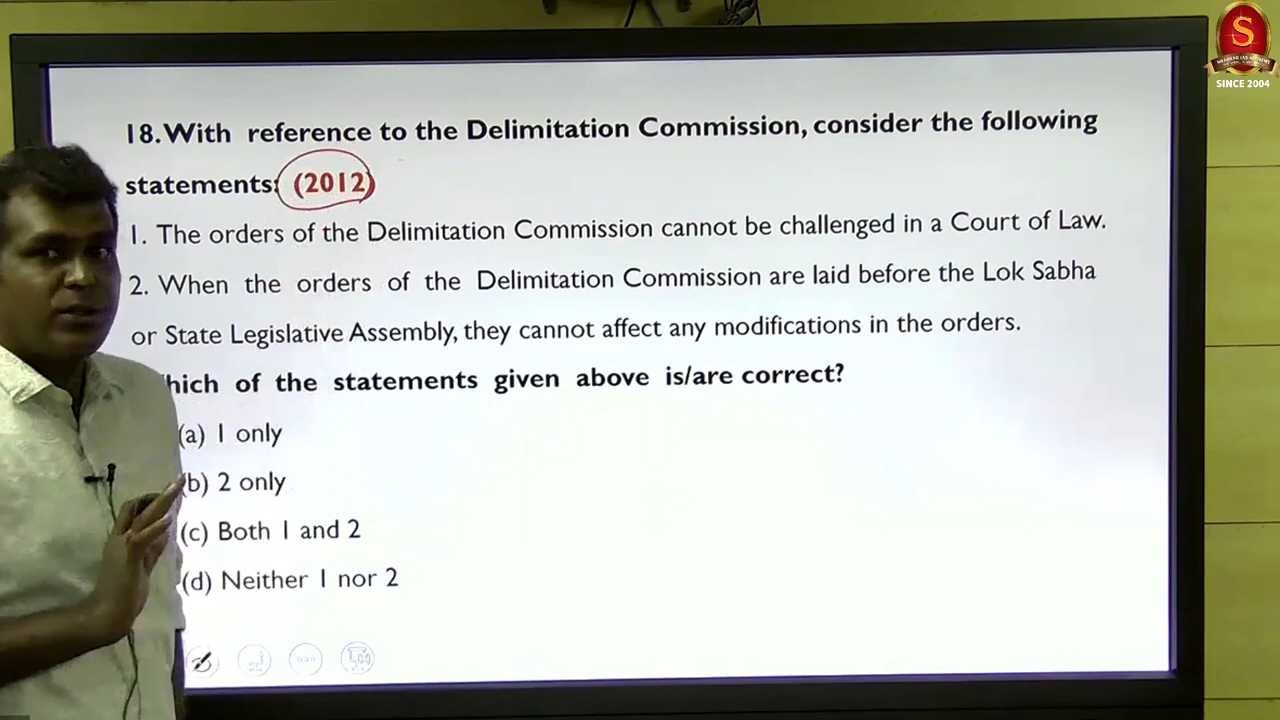 S
SINCE 2004
18. With reference to the Delimitation Commission, consider the following
statements: (2012)
1. The orders of the Delimitation Commission cannot be challenged in a Court of Law.
2. When the orders of the Delimitation Commission are laid before the Lok Sabha
or State Legislative Assembly, they cannot affect any modifications in the orders.
hich of the statements given above is/are correct?
(a) 1 only
(b) 2 only
(c) Both 1 and 2
(d) Neither 1 nor 2